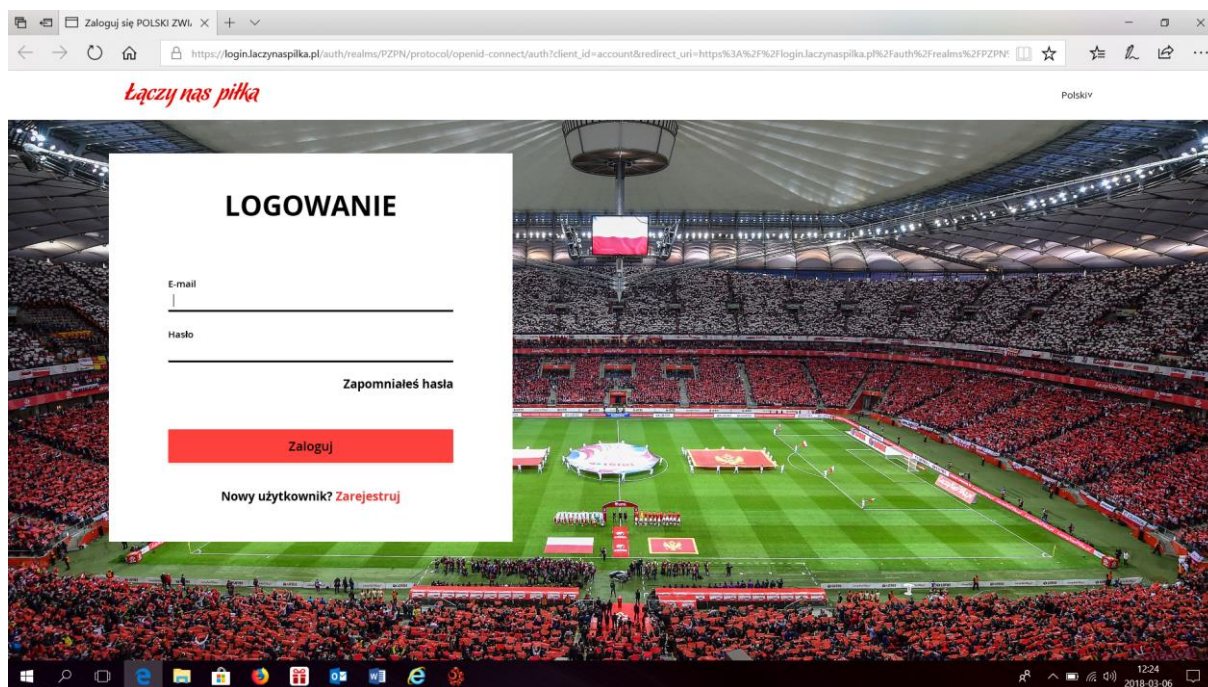 Zaloguj się POLSKI ZWI
https://login.laczynaspilka.pl/auth/realms/PZPN/protocol/openid-connect/auth?client_id=account&redirect_uri=https%3A%2F%2Flogin.laczynaspilka.pl%2Fauth%2Frealms%2FPZPN%
Łączy nas piłka
Polski
LOGOWANIE
E-mail
Hasło
Zapomniałeś hasła
Zaloguj
Nowy użytkownik? Zarejestruj
12:24
2018-03-06